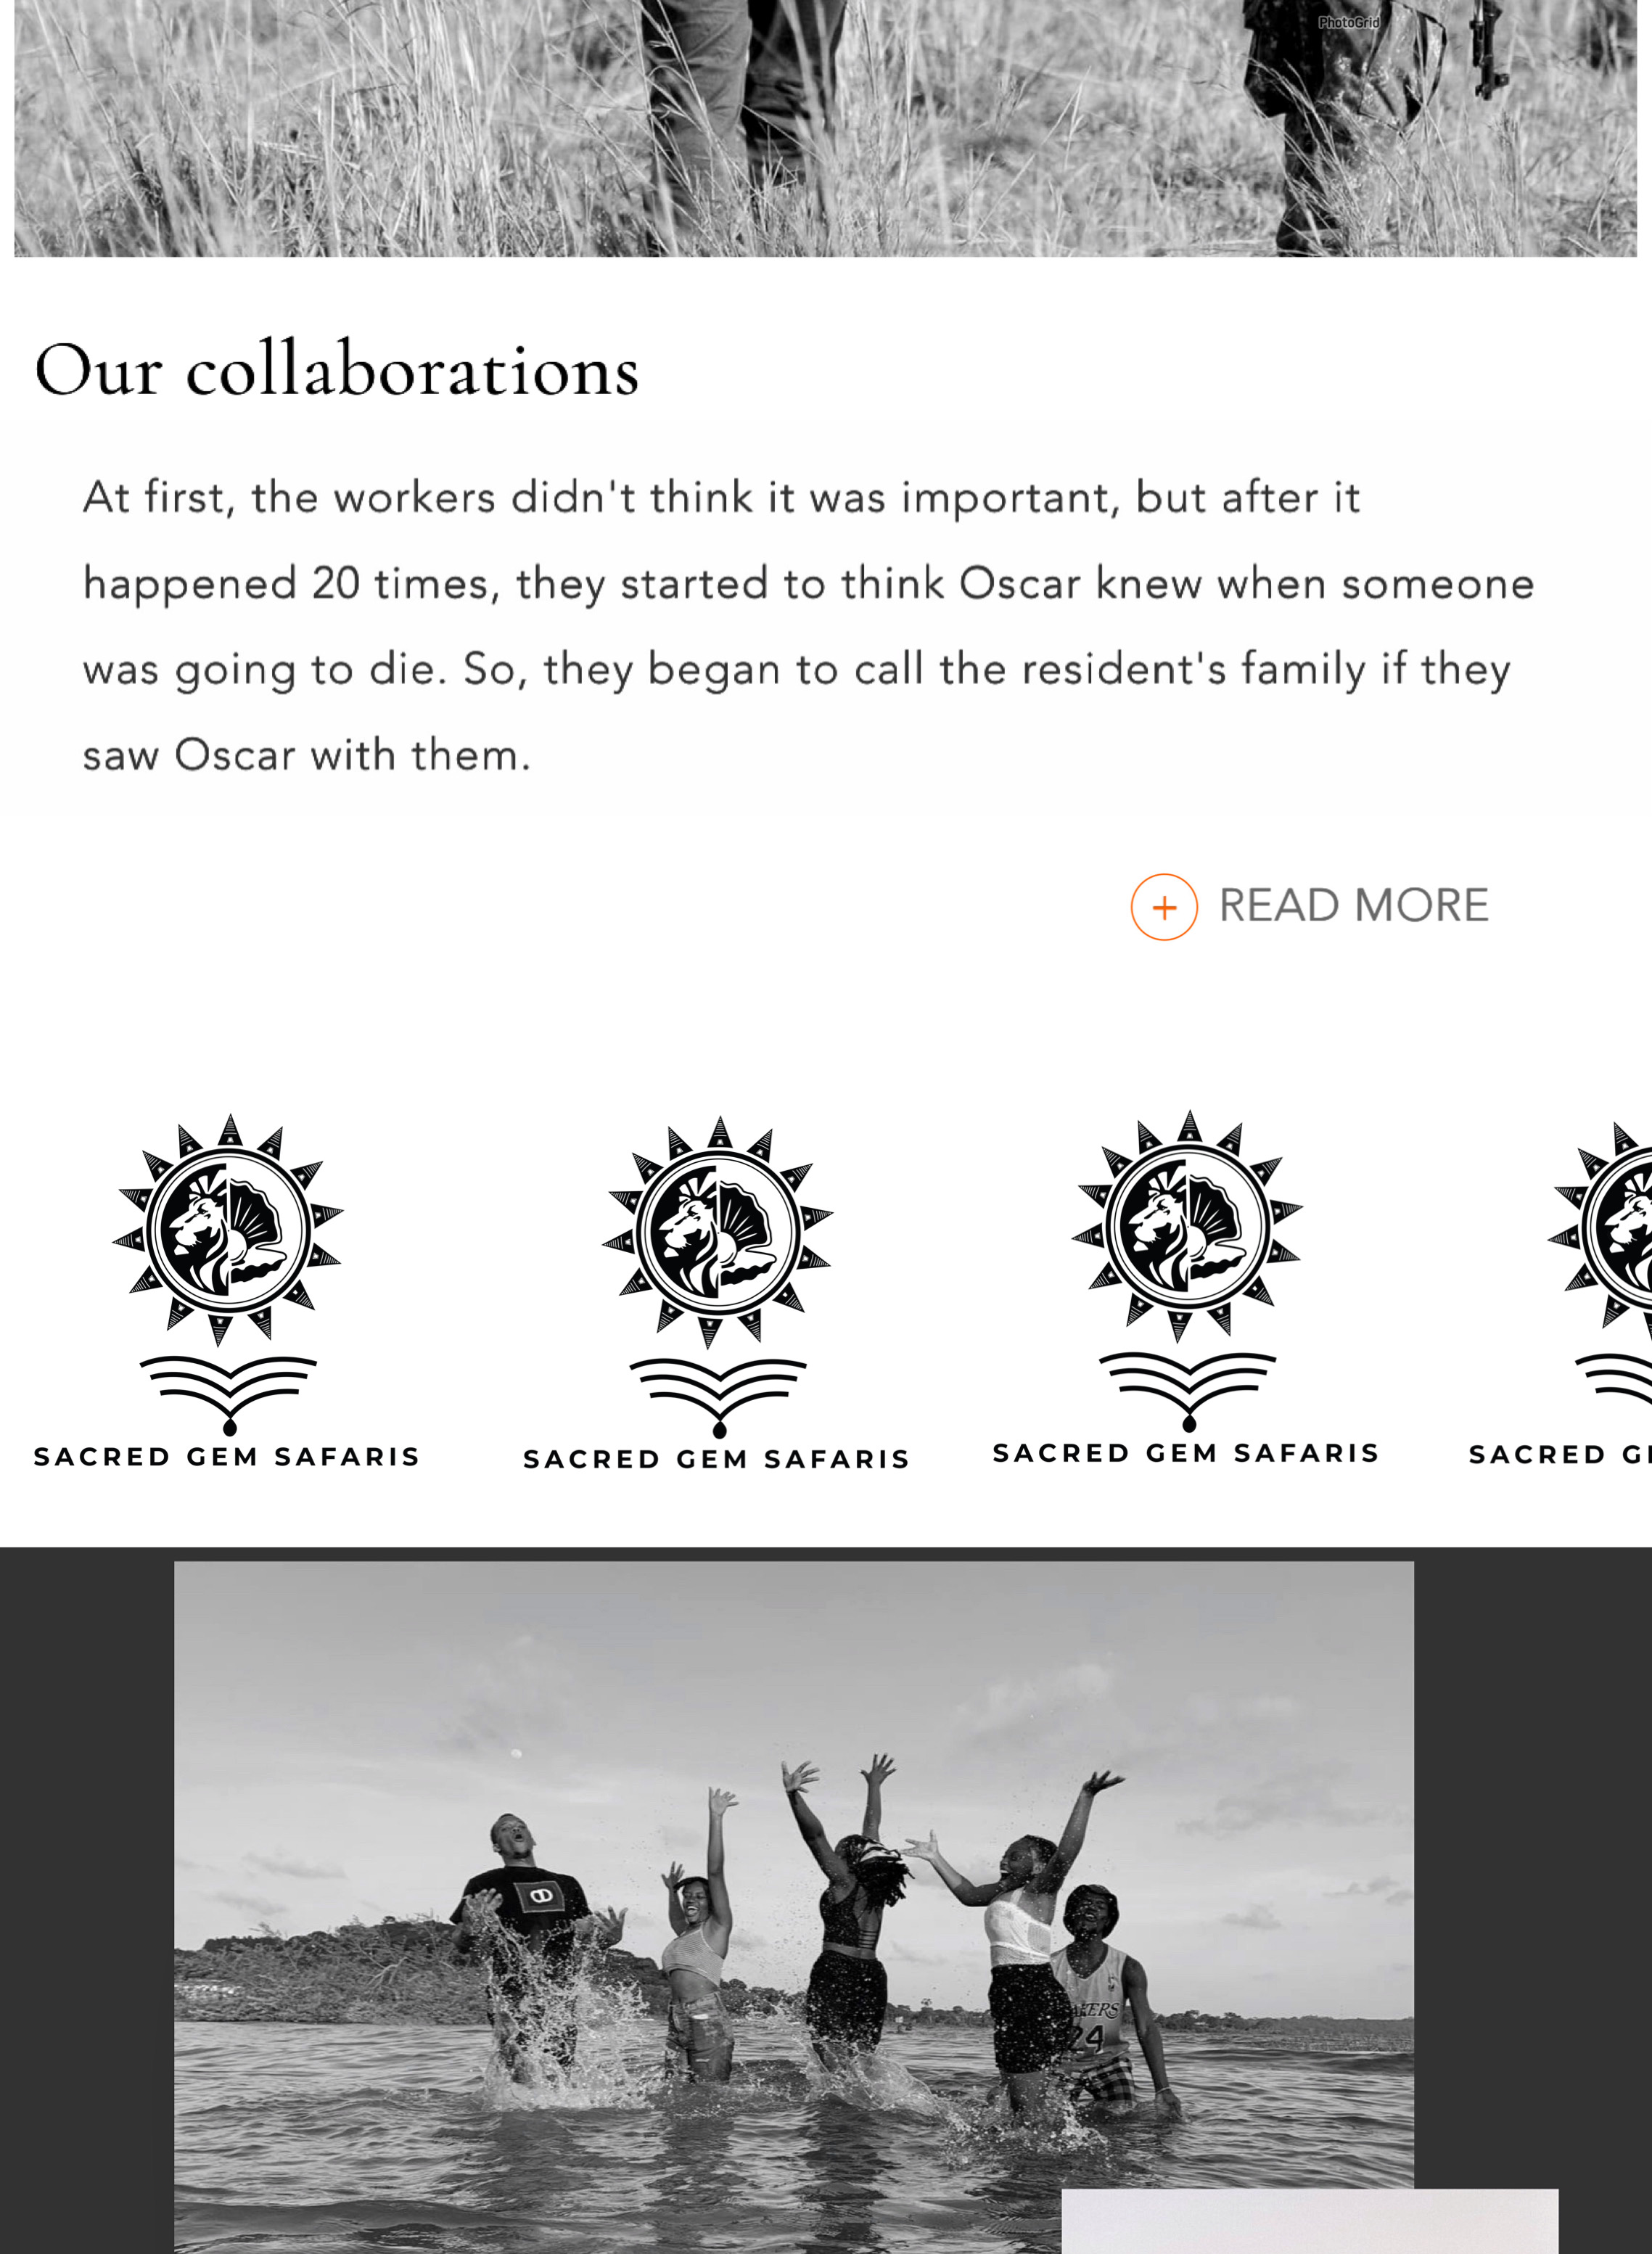 PhotoGrid
Our collaborations
At first, the workers didn't think it was important, but after it
happened 20 times, they started to think Oscar knew when someone
was going to die. So, they began to call the resident's family if they
saw Oscar with them.
+ READ MORE
SACRED GEM SAFARIS
SACRED GEM SAFARIS
SACRED GEM SAFARIS
SACRED
24